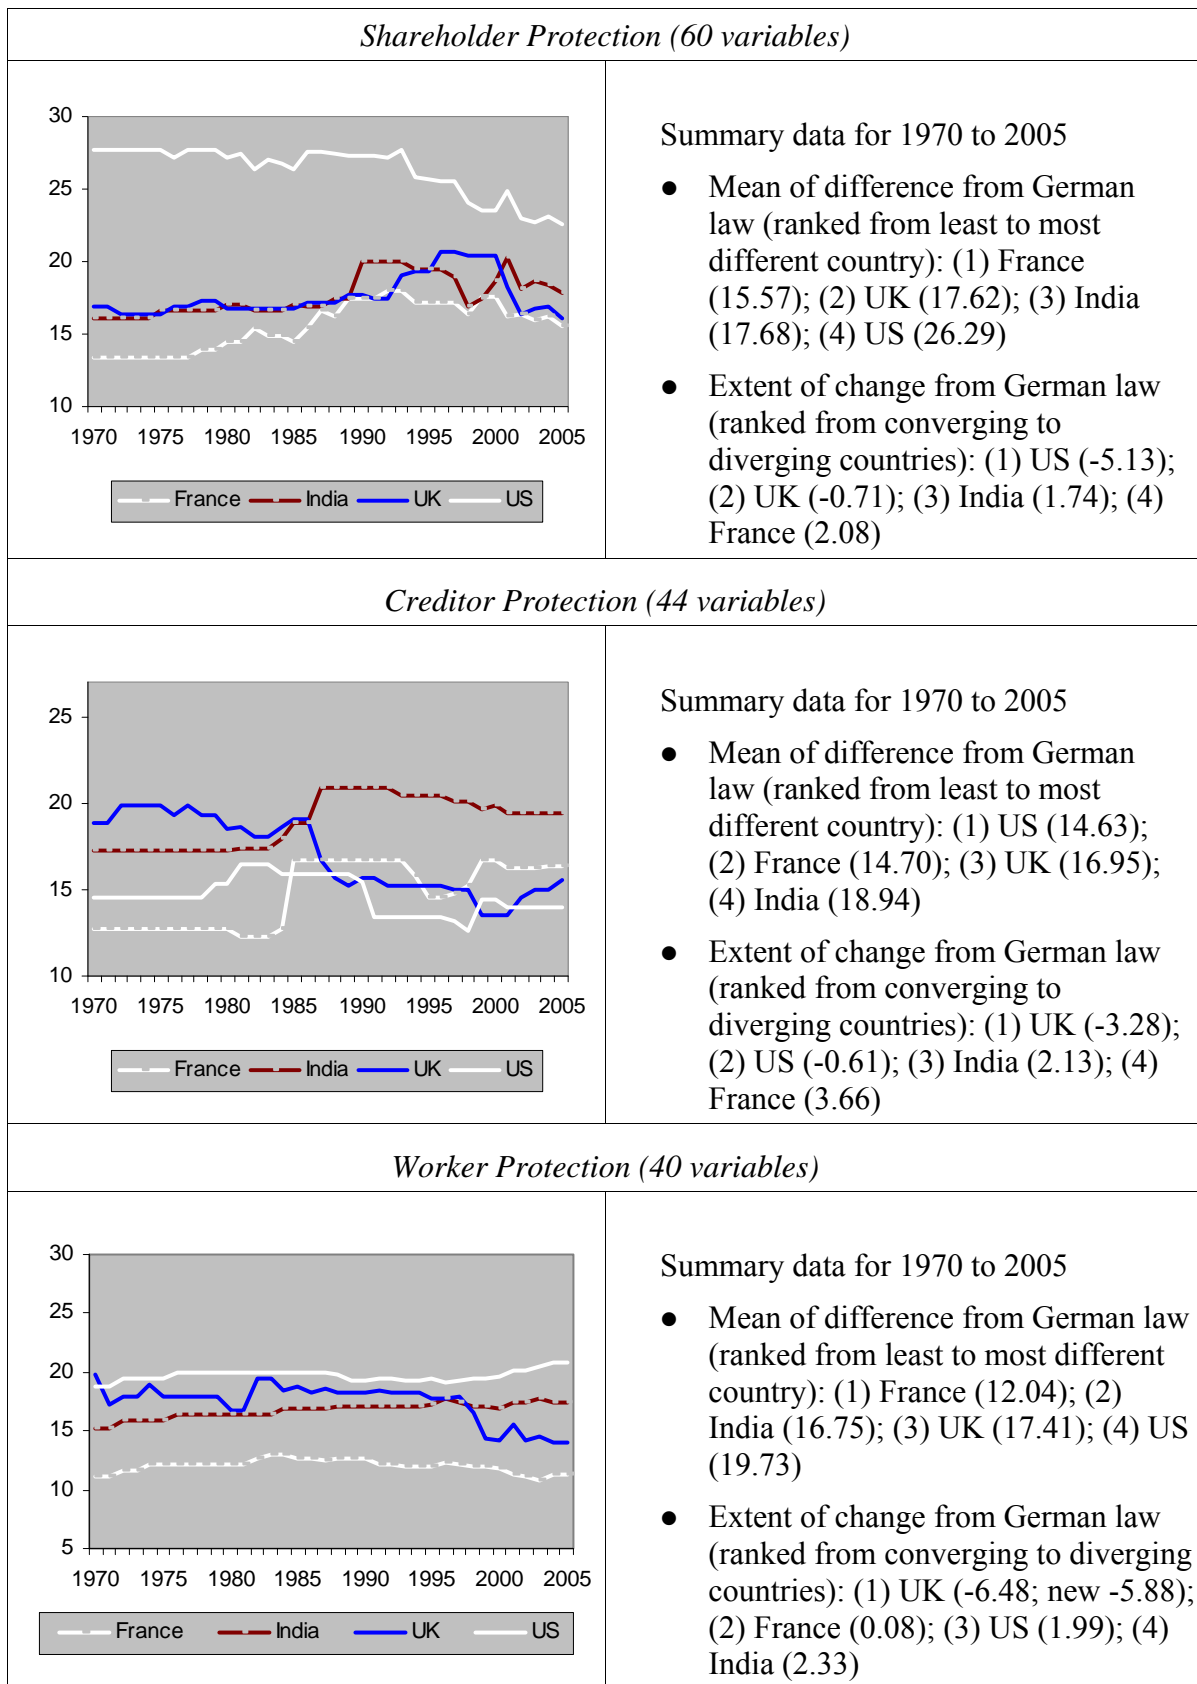 Shareholder Protection (60 variables)
30
25
20
15
10
1970 1975 1980 1985 1990 1995 2000 2005
France India UK US
Summary data for 1970 to 2005
● Mean of difference from German
law (ranked from least to most
different country): (1) France
(15.57); (2) UK (17.62); (3) India
(17.68); (4) US (26.29)
● Extent of change from German law
(ranked from converging to
diverging countries): (1) US (-5.13);
(2) UK (-0.71); (3) India (1.74); (4)
France (2.08)
Creditor Protection (44 variables)
25
20
15
10
1970 1975 1980 1985 1990 1995 2000 2005
France India UK US
Summary data for 1970 to 2005
● Mean of difference from German
law (ranked from least to most
different country): (1) US (14.63);
(2) France (14.70); (3) UK (16.95);
(4) India (18.94)
● Extent of change from German law
(ranked from converging to
diverging countries): (1) UK (-3.28);
(2) US (-0.61); (3) India (2.13); (4)
France (3.66)
Worker Protection (40 variables)
30
25
20
15
10
5
1970 1975 1980 1985 1990 1995 2000 2005
France India UK US
Summary data for 1970 to 2005
● Mean of difference from German law
(ranked from least to most different
country): (1) France (12.04); (2)
India (16.75); (3) UK (17.41); (4) US
(19.73)
● Extent of change from German law
(ranked from converging to diverging
countries): (1) UK (-6.48; new -5.88);
(2) France (0.08); (3) US (1.99); (4)
India (2.33)